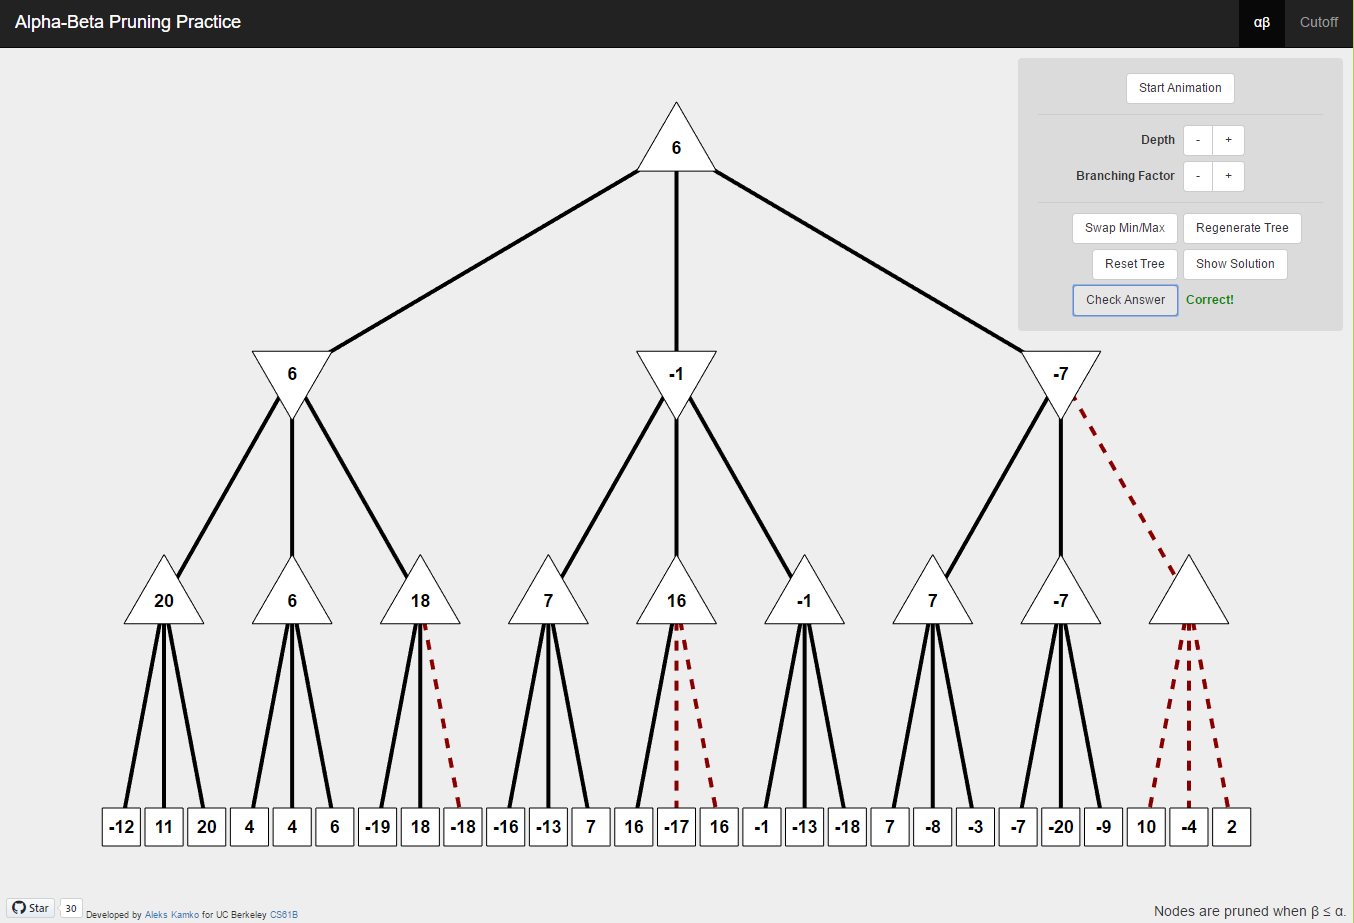 Alpha-Beta Pruning Practice
αβ
Cutoff
Start Animation
Depth - +
Branching Factor - +
Swap Min/Max Regenerate Tree
Reset Tree Show Solution
Check Answer Correct!
6
6 -1 -7
20 6 18 7 16 -1 7 -7
-12 11 20 4 4 6 -19 18 -18 -16 -13 7 16 -17 16 -1 -13 -18 7 -8 -3 -7 -20 -9 10 -4 2
Star 30 Developed by Aleks Kamko for UC Berkeley CS61B
Nodes are pruned when β ≤ α.